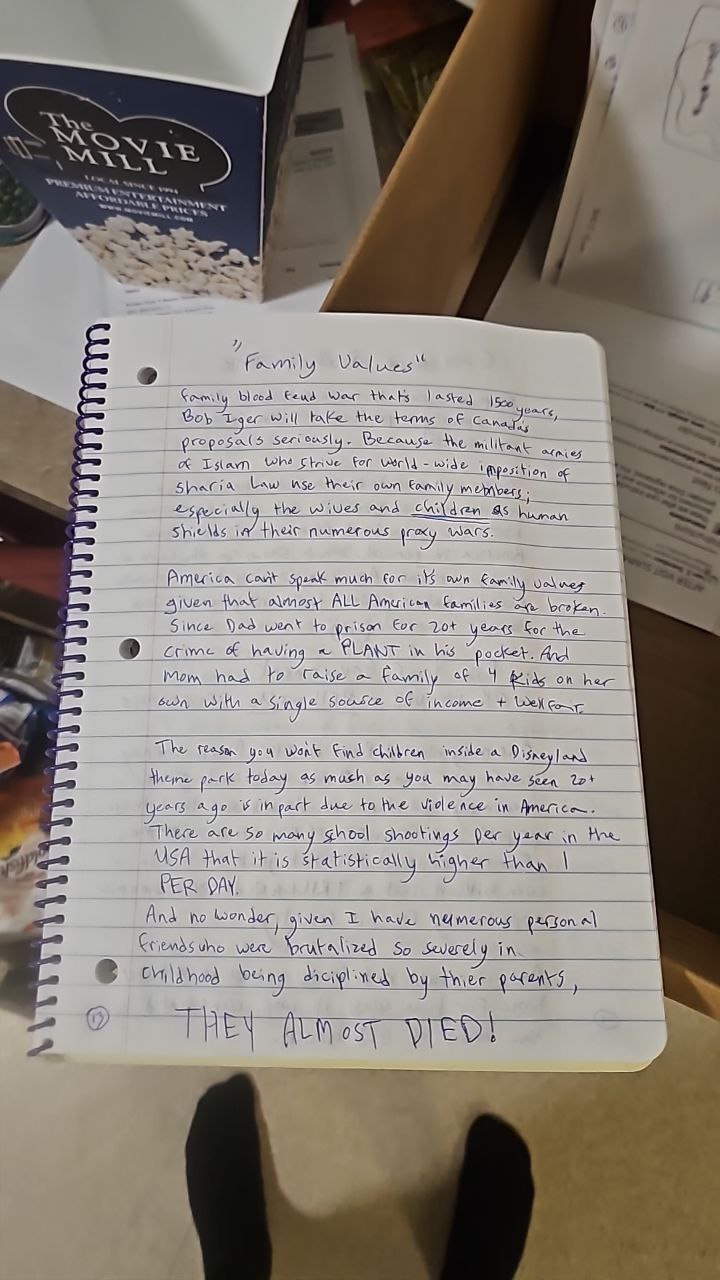 The
MOVIE
MILL
LOCAL SINCE 1994
PREMIUM ENTERTAINMENT
AFFORDABLE PRICES
WWW.MOVIEMILL.COM
"Family Values"
Family blood feud war that's lasted 1500 years,
Bob Iger will take the terms of Canada's
proposals seriously. Because the militant armies
of Islam who strive for world-wide imposition of
sharia Law use their own family membners;
especially the wives and children as human
shields in their numerous proxy wars.
America can't speak much for it's own family values
given that almost ALL American families are broken.
Since Dad went to prison for 20+ years for the
crime of having a PLANT in his pocket. And
Mom had to raise a family of 4 kids on her
own with a single source of income + Welfair.
The reason you won't find children inside a Disneyland
theme park today as much as you may have seen 20+
years ago is in part due to the violence in America.
There are so many shool shootings per year in the
USA that it is statistically higher than 1
PER DAY.
And no wonder, given I have numerous personal
friends who were brutalized so severely in
childhood being diciplined by thier parents,
THEY ALMOST DIED!
13